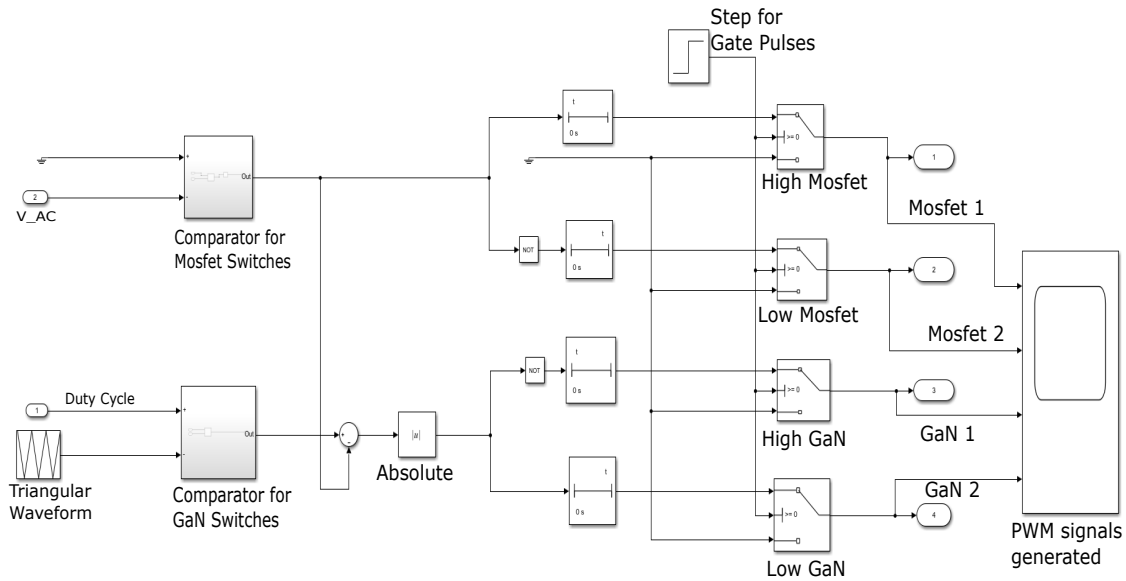 Step for
Gate Pulses
t
0 s
>= 0
High Mosfet
1
Mosfet 1
+
-
Out
2
V_AC
Comparator for
Mosfet Switches
NOT
t
0 s
>= 0
Low Mosfet
2
Mosfet 2
NOT
t
0 s
>= 0
High GaN
3
GaN 1
1
Duty Cycle
+
-
Out
Triangular
Waveform
Comparator for
GaN Switches
+
-
|u|
Absolute
t
0 s
>= 0
Low GaN
4
GaN 2
PWM signals
generated